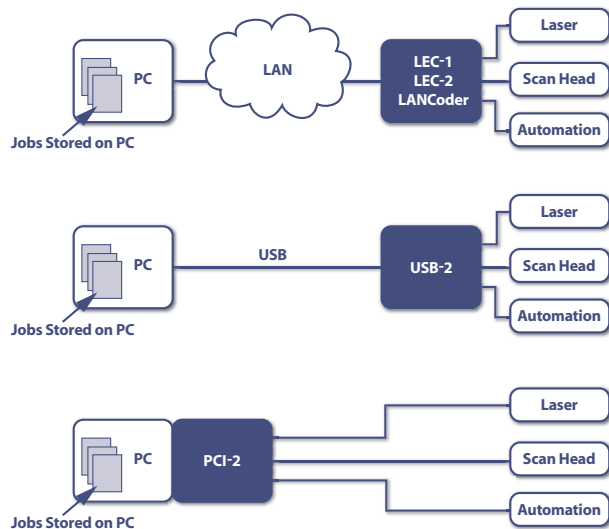 Laser
PC
LAN
LEC-1
LEC-2
LANCoder
Scan Head
Jobs Stored on PC
Automation
Laser
PC
USB
USB-2
Scan Head
Jobs Stored on PC
Automation
Laser
PC
PCI-2
Scan Head
Jobs Stored on PC
Automation